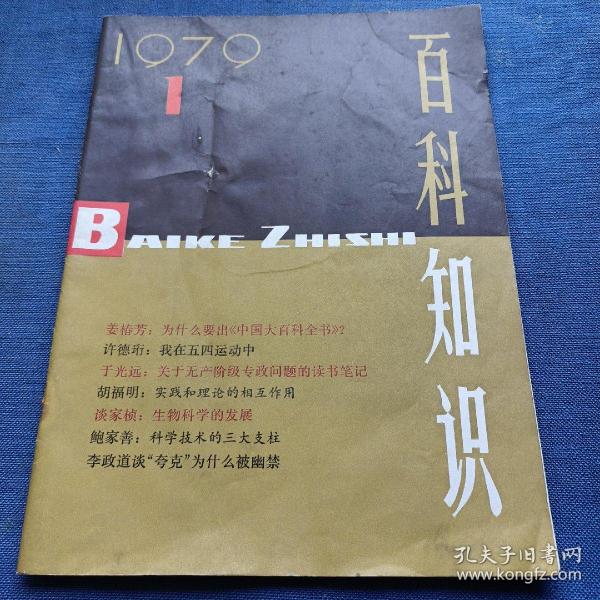 1979
1
百科知识
BAIKE ZHISHI
姜椿芳：为什么要出《中国大百科全书》？
许德珩：我在五四运动中
于光远：关于无产阶级专政问题的读书笔记
胡福明：实践和理论的相互作用
谈家桢：生物科学的发展
鲍家善：科学技术的三大支柱
李政道谈“夸克”为什么被幽禁
孔夫子旧书网
www.kongfz.com